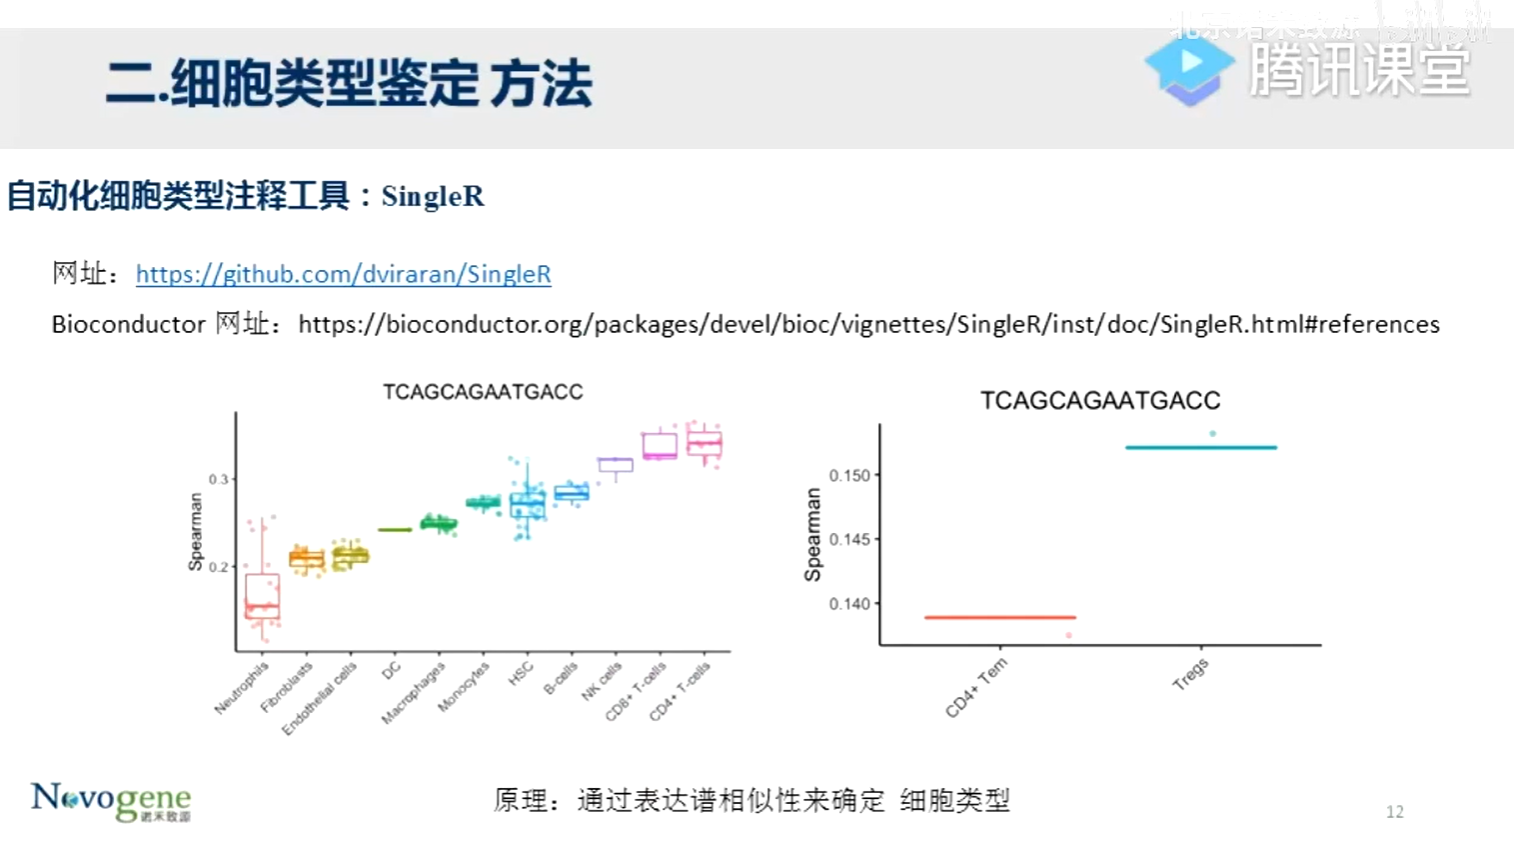 北京诺禾致源
腾讯课堂
二.细胞类型鉴定 方法
自动化细胞类型注释工具：SingleR
网址：https://github.com/dviraran/SingleR
Bioconductor 网址：https://bioconductor.org/packages/devel/bioc/vignettes/SingleR/inst/doc/SingleR.html#references
TCAGCAGAATGACC
Spearman
0.3
0.2
Neutrophils
Fibroblasts
Endothelial cells
DC
Macrophages
Monocytes
HSC
B-cells
NK cells
CD8+ T-cells
CD4+ T-cells
TCAGCAGAATGACC
Spearman
0.150
0.145
0.140
CD4+ Tem
Tregs
Novogene
诺禾致源
原理：通过表达谱相似性来确定 细胞类型
12